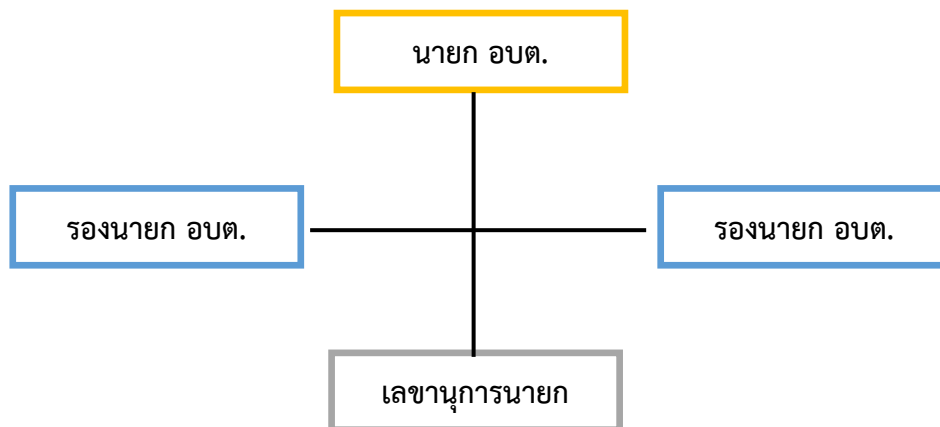 นายก อบต.
รองนายก อบต.
รองนายก อบต.
เลขานุการนายก